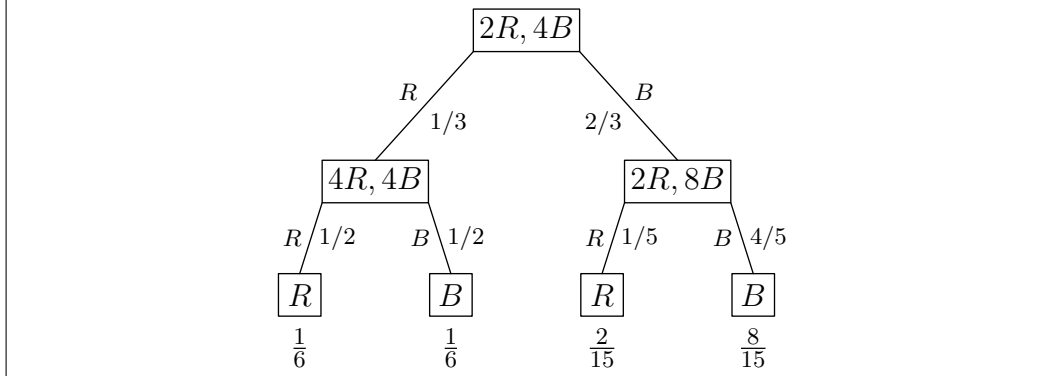 2R, 4B
R B
1/3 2/3
4R, 4B 2R, 8B
R 1/2 B 1/2 R 1/5 B 4/5
R B R B
1/6 1/6 2/15 8/15